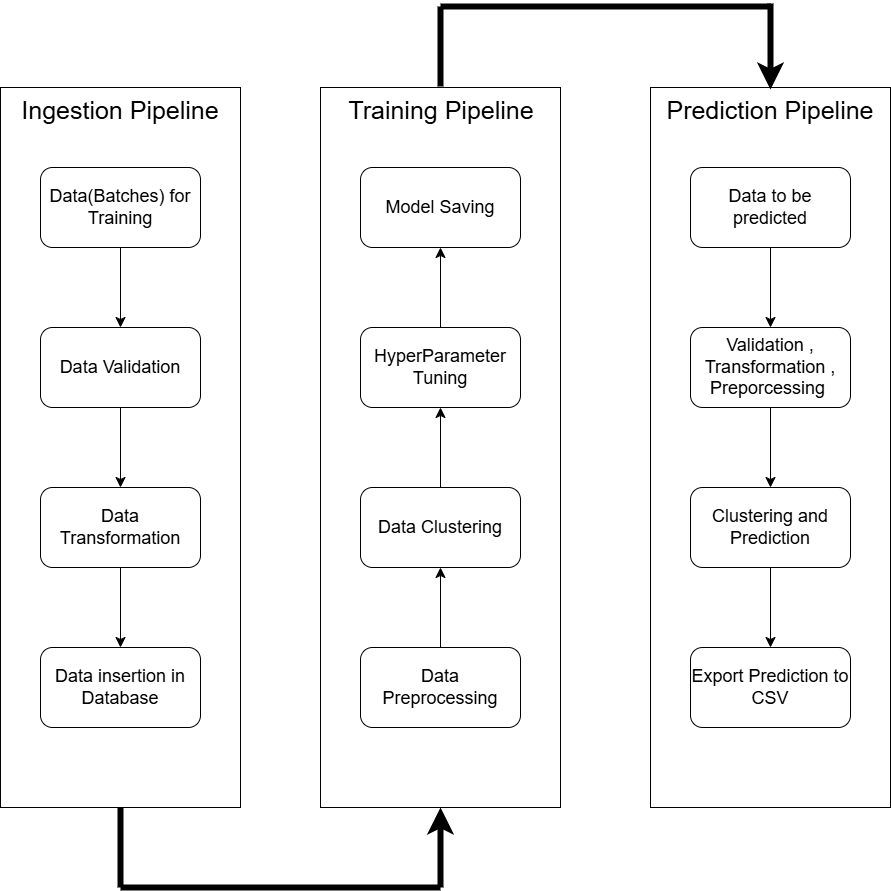 Ingestion Pipeline
Data(Batches) for
Training
Data Validation
Data
Transformation
Data insertion in
Database
Training Pipeline
Model Saving
HyperParameter
Tuning
Data Clustering
Data
Preprocessing
Prediction Pipeline
Data to be
predicted
Validation ,
Transformation ,
Preporcessing
Clustering and
Prediction
Export Prediction to
CSV